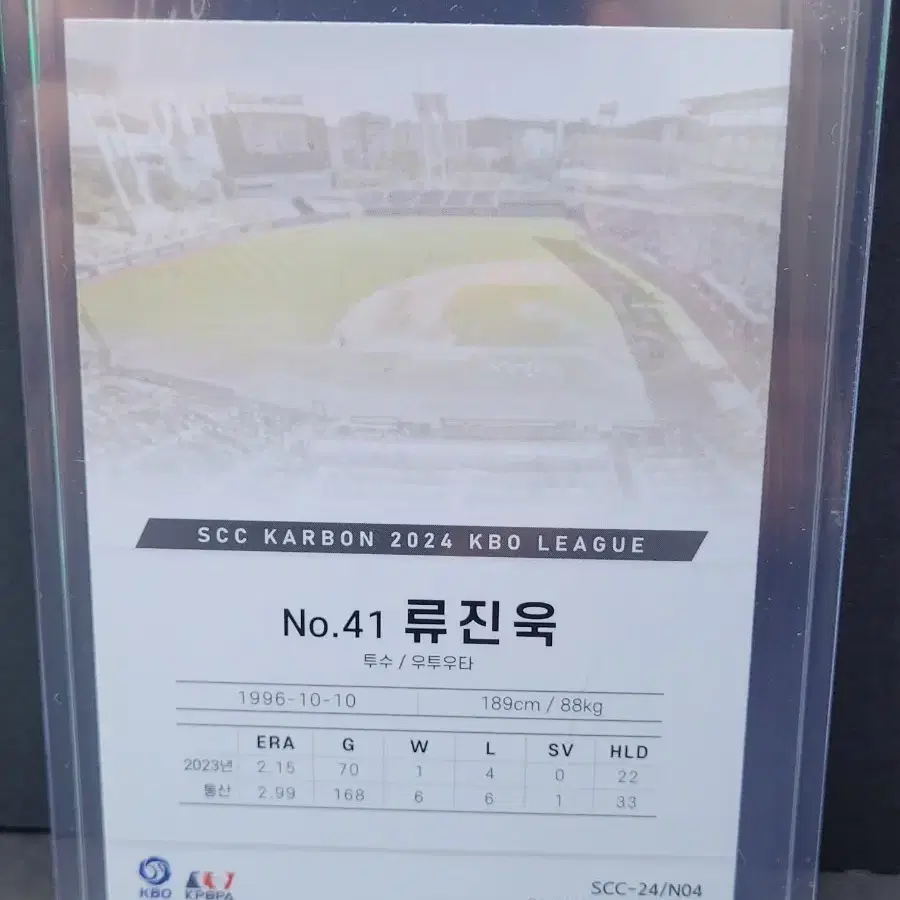 SCC KARBON 2024 KBO LEAGUE
No.41 류진욱
투수 / 우투우타
1996-10-10 189cm / 88kg
ERA G W L SV HLD
2023년 2.15 70 1 4 0 22
통산 2.99 168 6 6 1 33
KBO KPBPA
SCC-24/N04